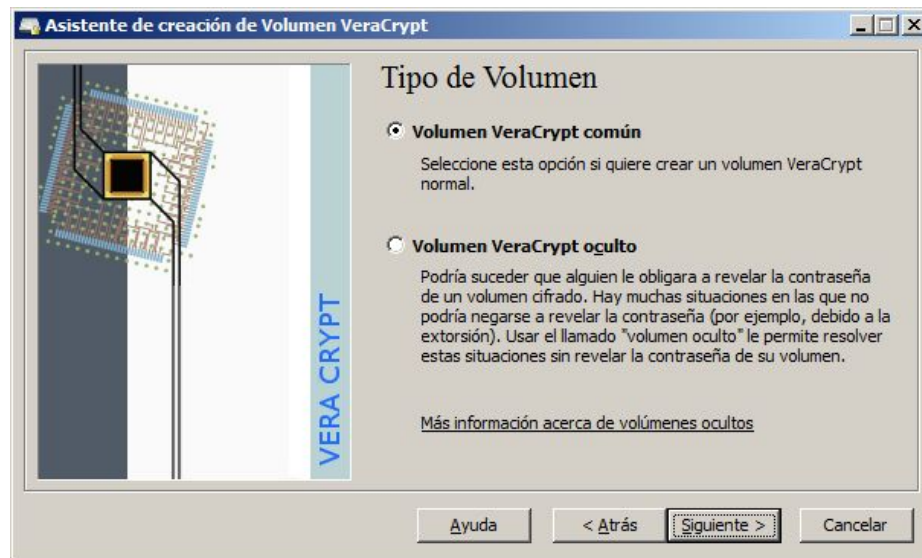 Asistente de creación de Volumen VeraCrypt
Tipo de Volumen
Volumen VeraCrypt común
Seleccione esta opción si quiere crear un volumen VeraCrypt
normal.
Volumen VeraCrypt oculto
Podría suceder que alguien le obligara a revelar la contraseña
de un volumen cifrado. Hay muchas situaciones en las que no
podría negarse a revelar la contraseña (por ejemplo, debido a la
extorsión). Usar el llamado "volumen oculto" le permite resolver
estas situaciones sin revelar la contraseña de su volumen.
Más información acerca de volúmenes ocultos
VERA CRYPT
Ayuda
< Atrás
Siguiente >
Cancelar